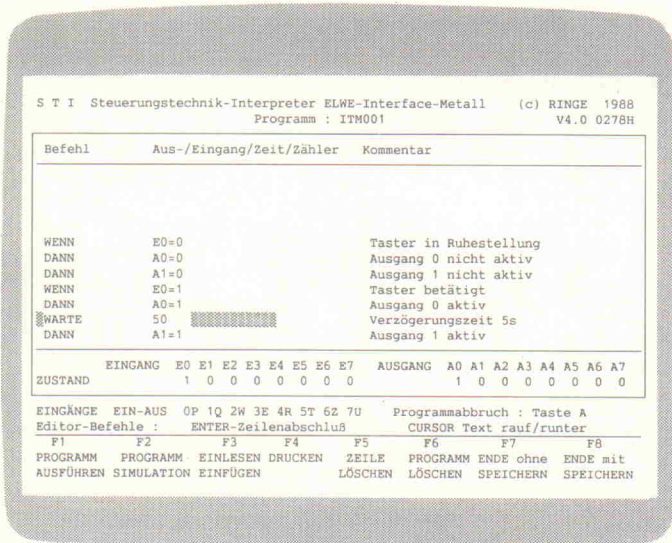 S T I Steuerungstechnik-Interpreter ELWE-Interface-Metall (c) RINGE 1988
Programm : ITM001 V4.0 0278H
Befehl Aus-/Eingang/Zeit/Zähler Kommentar
WENN E0=0 Taster in Ruhestellung
DANN A0=0 Ausgang 0 nicht aktiv
DANN A1=0 Ausgang 1 nicht aktiv
WENN E0=1 Taster betätigt
DANN A0=1 Ausgang 0 aktiv
WARTE 50 Verzögerungszeit 5s
DANN A1=1 Ausgang 1 aktiv
EINGANG E0 E1 E2 E3 E4 E5 E6 E7 AUSGANG A0 A1 A2 A3 A4 A5 A6 A7
ZUSTAND 1 0 0 0 0 0 0 0 1 0 0 0 0 0 0 0
EINGÄNGE EIN-AUS 0P 1Q 2W 3E 4R 5T 6Z 7U Programmabbruch : Taste A
Editor-Befehle : ENTER-Zeilenabschluß CURSOR Text rauf/runter
F1 F2 F3 F4 F5 F6 F7 F8
PROGRAMM PROGRAMM EINLESEN DRUCKEN ZEILE PROGRAMM ENDE ohne ENDE mit
AUSFÜHREN SIMULATION EINFÜGEN LÖSCHEN LÖSCHEN SPEICHERN SPEICHERN